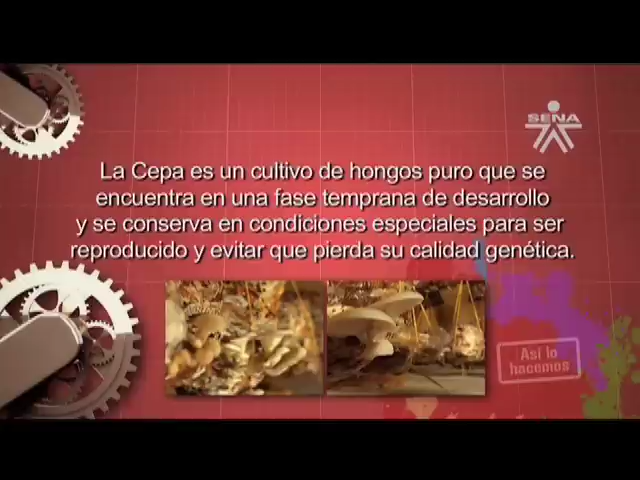 SENA
La Cepa es un cultivo de hongos puro que se
encuentra en una fase temprana de desarrollo
y se conserva en condiciones especiales para ser
reproducido y evitar que pierda su calidad genética.
Así lo
hacemos